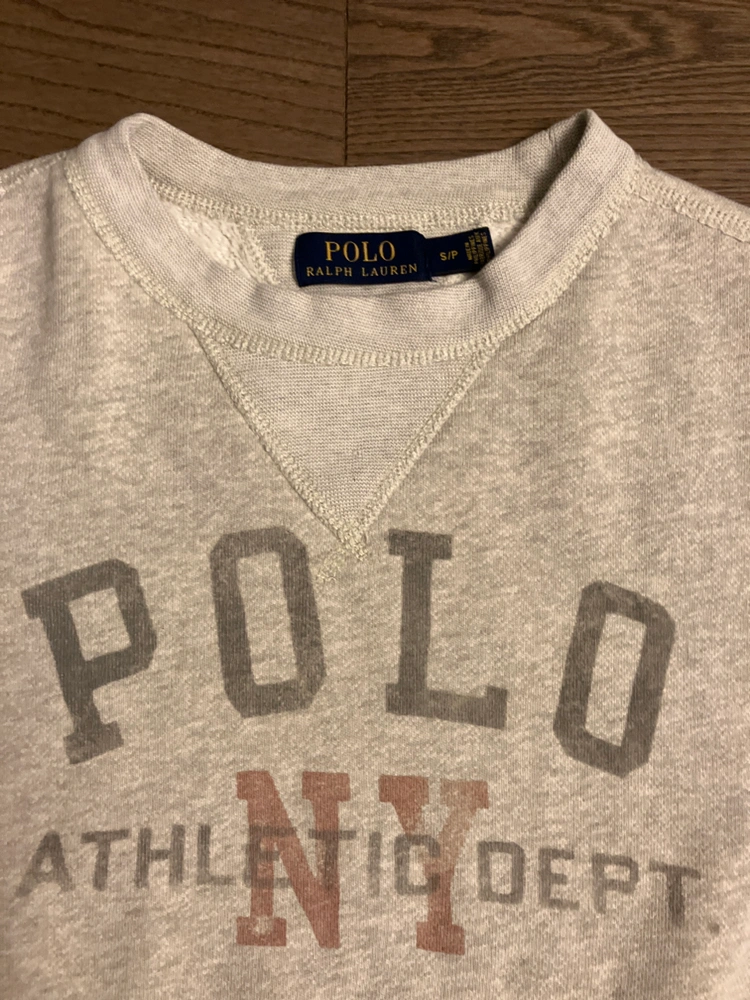 POLO
RALPH LAUREN
S/P
POLO
NY
ATHLETIC DEPT.